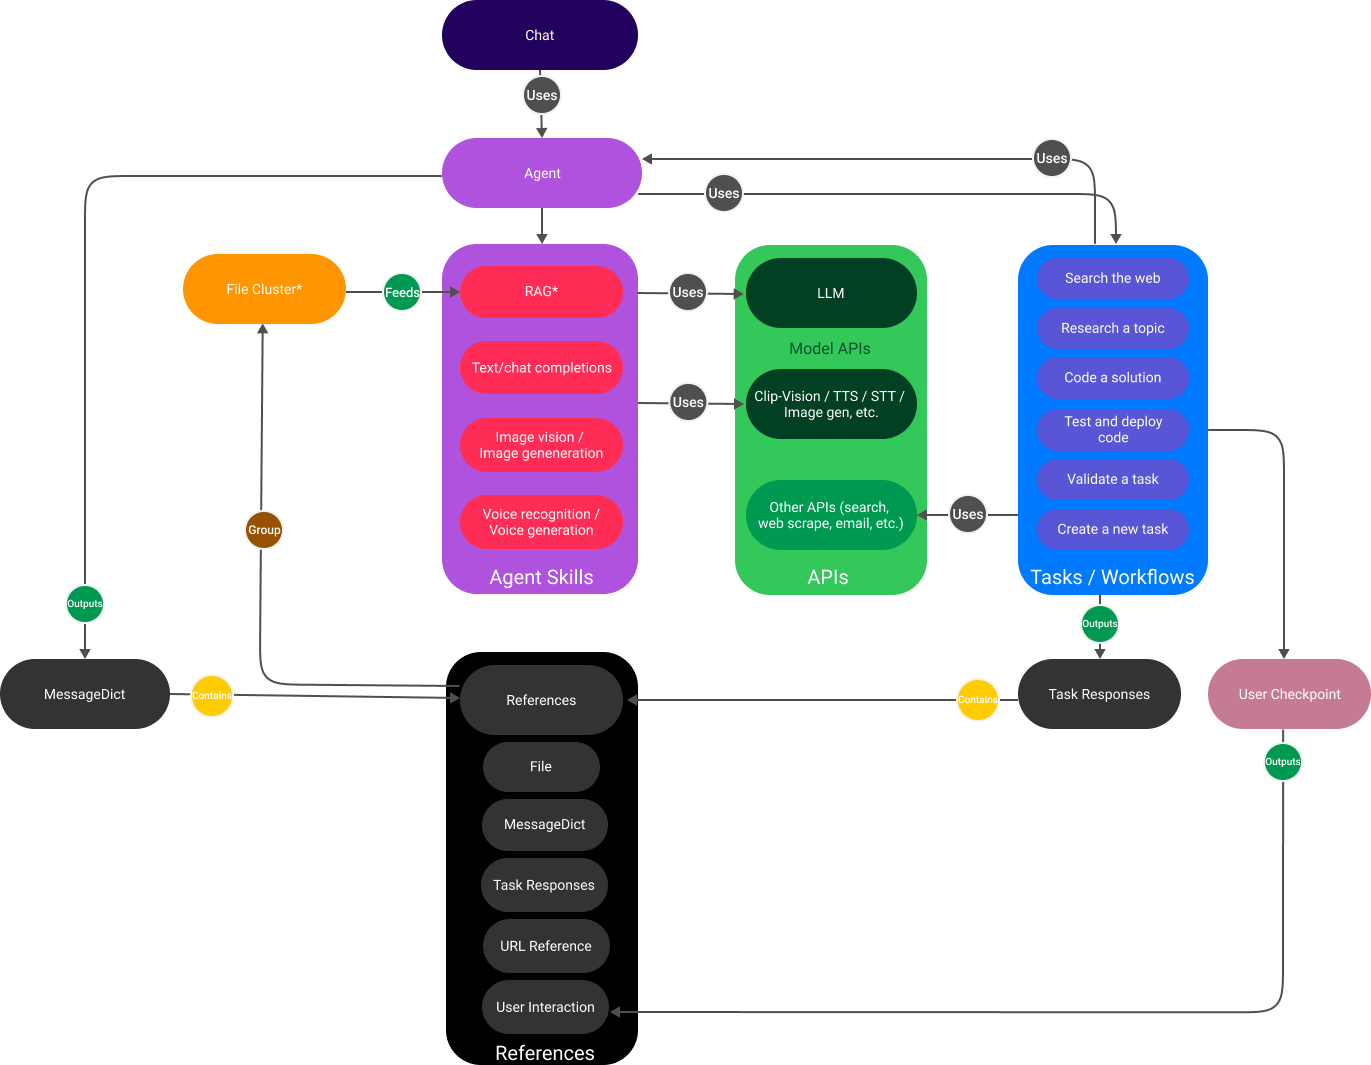 Chat
Uses
Agent
Uses
Uses
File Cluster*
Feeds
RAG*
Text/chat completions
Image vision /
Image geneneration
Voice recognition /
Voice generation
Agent Skills
Uses
Uses
LLM
Model APIs
Clip-Vision / TTS / STT /
Image gen, etc.
Other APIs (search,
web scrape, email, etc.)
APIs
Uses
Search the web
Research a topic
Code a solution
Test and deploy
code
Validate a task
Create a new task
Tasks / Workflows
Group
Outputs
Outputs
MessageDict
Contains
References
Contains
Task Responses
User Checkpoint
Outputs
File
MessageDict
Task Responses
URL Reference
User Interaction
References